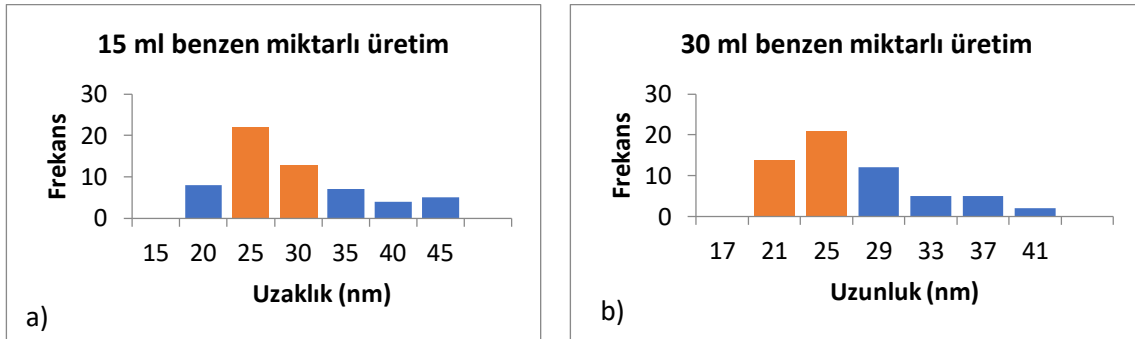 15 ml benzen miktarlı üretim
Frekans
30
20
10
0
15 20 25 30 35 40 45
Uzaklık (nm)
a)
30 ml benzen miktarlı üretim
Frekans
30
20
10
0
17 21 25 29 33 37 41
Uzunluk (nm)
b)